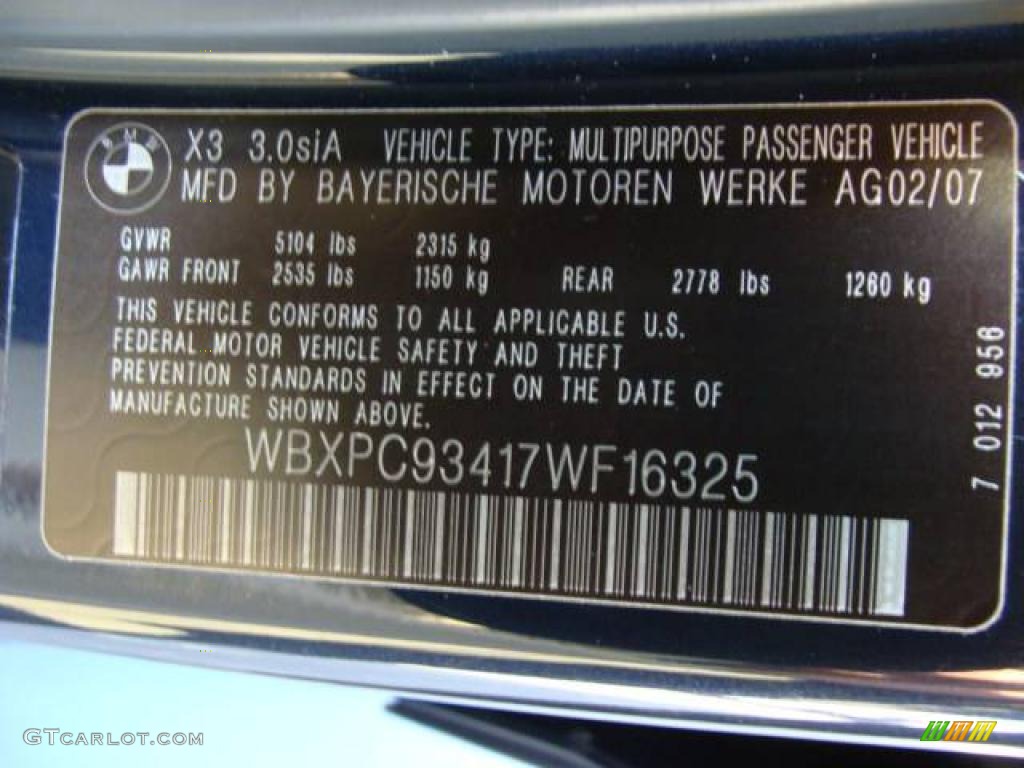 BMW
X3 3.0siA VEHICLE TYPE: MULTIPURPOSE PASSENGER VEHICLE
MFD BY BAYERISCHE MOTOREN WERKE AG02/07
GVWR 5104 lbs 2315 kg
GAWR FRONT 2535 lbs 1150 kg REAR 2778 lbs 1260 kg
THIS VEHICLE CONFORMS TO ALL APPLICABLE U.S.
FEDERAL MOTOR VEHICLE SAFETY AND THEFT
PREVENTION STANDARDS IN EFFECT ON THE DATE OF
MANUFACTURE SHOWN ABOVE.
WBXPC93417WF16325
7 012 956
GTCARLOT.COM